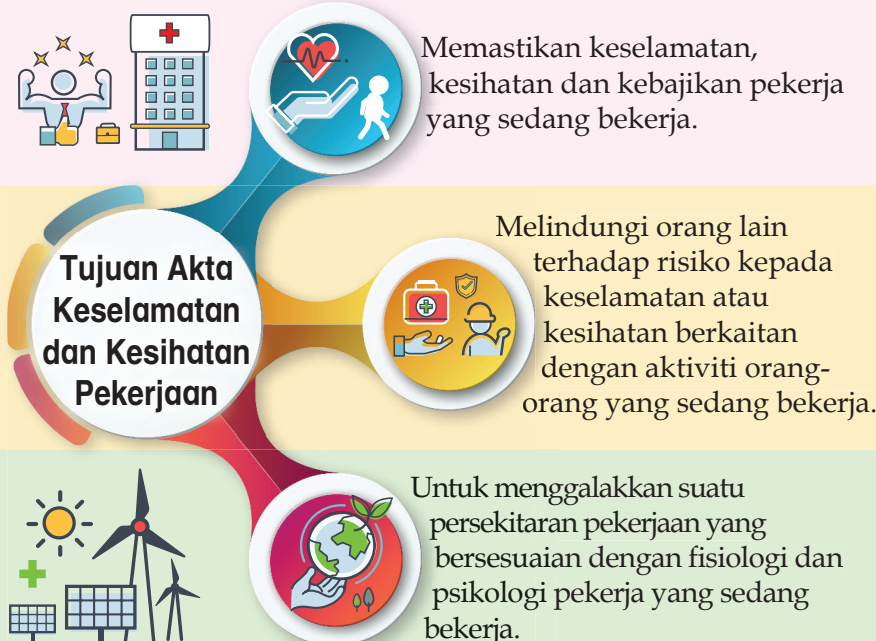 Tujuan Akta
Keselamatan
dan Kesihatan
Pekerjaan
Memastikan keselamatan,
kesihatan dan kebajikan pekerja
yang sedang bekerja.
Melindungi orang lain
terhadap risiko kepada
keselamatan atau
kesihatan berkaitan
dengan aktiviti orang-
orang yang sedang bekerja.
Untuk menggalakkan suatu
persekitaran pekerjaan yang
bersesuaian dengan fisiologi dan
psikologi pekerja yang sedang
bekerja.